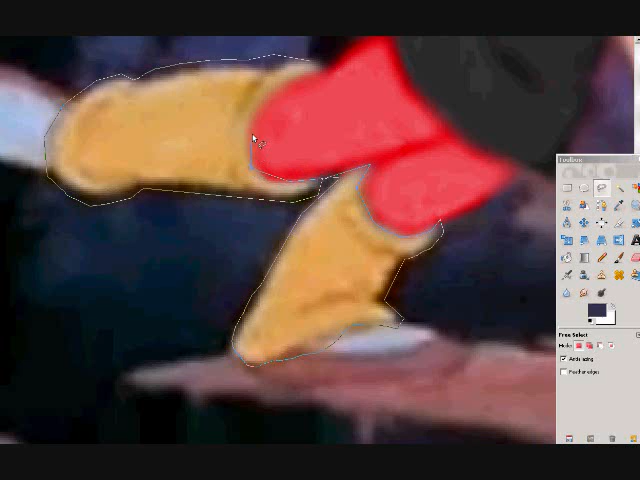 Toolbox
Free Select
Mode:
Antialiasing
Feather edges